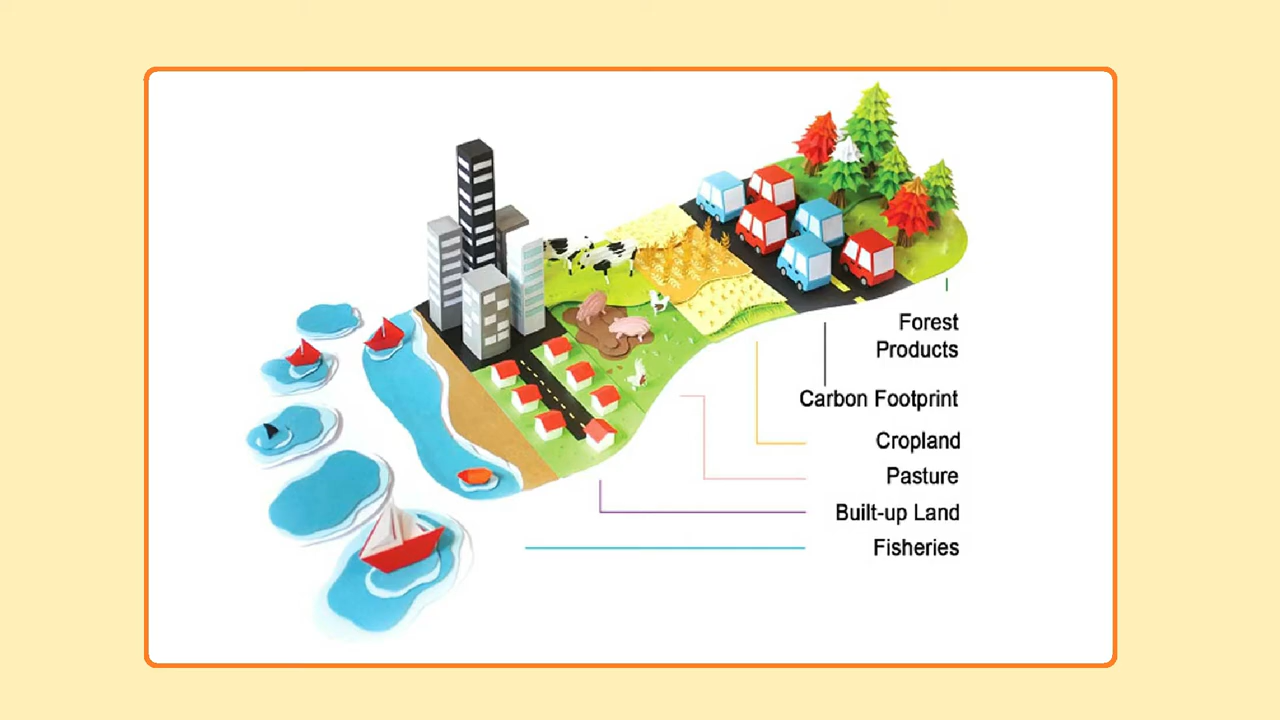 Forest
Products
Carbon Footprint
Cropland
Pasture
Built-up Land
Fisheries